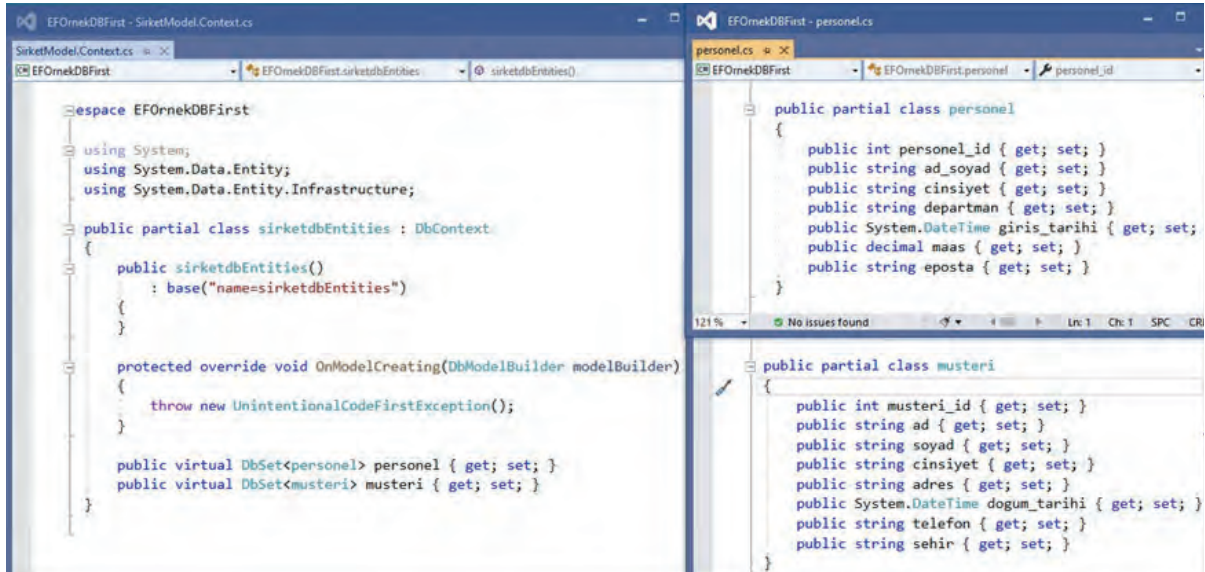 EFOrnekDBFirst - SirketModel.Context.cs
SirketModel.Context.cs
EFOrnekDBFirst
EFOrnekDBFirst.sirketdbEntities
sirketdbEntities()
espace EFOrnekDBFirst
using System;
using System.Data.Entity;
using System.Data.Entity.Infrastructure;
public partial class sirketdbEntities : DbContext
{
public sirketdbEntities()
: base("name=sirketdbEntities")
{
}
protected override void OnModelCreating(DbModelBuilder modelBuilder)
{
throw new UnintentionalCodeFirstException();
}
public virtual DbSet<personel> personel { get; set; }
public virtual DbSet<musteri> musteri { get; set; }
}
EFOrnekDBFirst - personel.cs
personel.cs
EFOrnekDBFirst
EFOrnekDBFirst.personel
personel_id
public partial class personel
{
public int personel_id { get; set; }
public string ad_soyad { get; set; }
public string cinsiyet { get; set; }
public string departman { get; set; }
public System.DateTime giris_tarihi { get; set;
public decimal maas { get; set; }
public string eposta { get; set; }
}
121 % No issues found Ln: 1 Ch: 1 SPC CR
public partial class musteri
{
public int musteri_id { get; set; }
public string ad { get; set; }
public string soyad { get; set; }
public string cinsiyet { get; set; }
public string adres { get; set; }
public System.DateTime dogum_tarihi { get; set; }
public string telefon { get; set; }
public string sehir { get; set; }
}